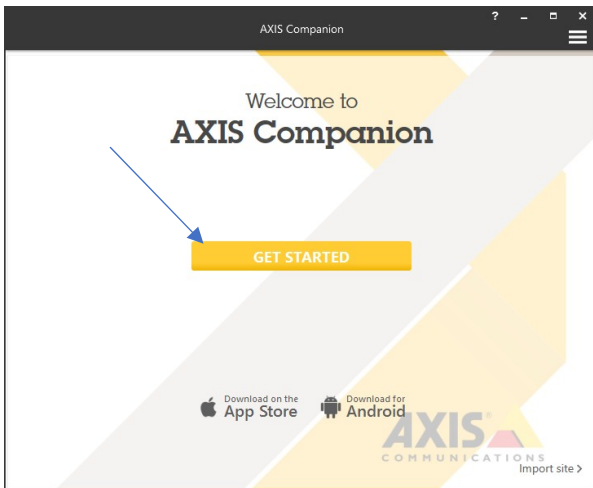 AXIS Companion
?
Welcome to
AXIS Companion
GET STARTED
Download on the
App Store
Download for
Android
AXIS
COMMUNICATIONS
Import site >